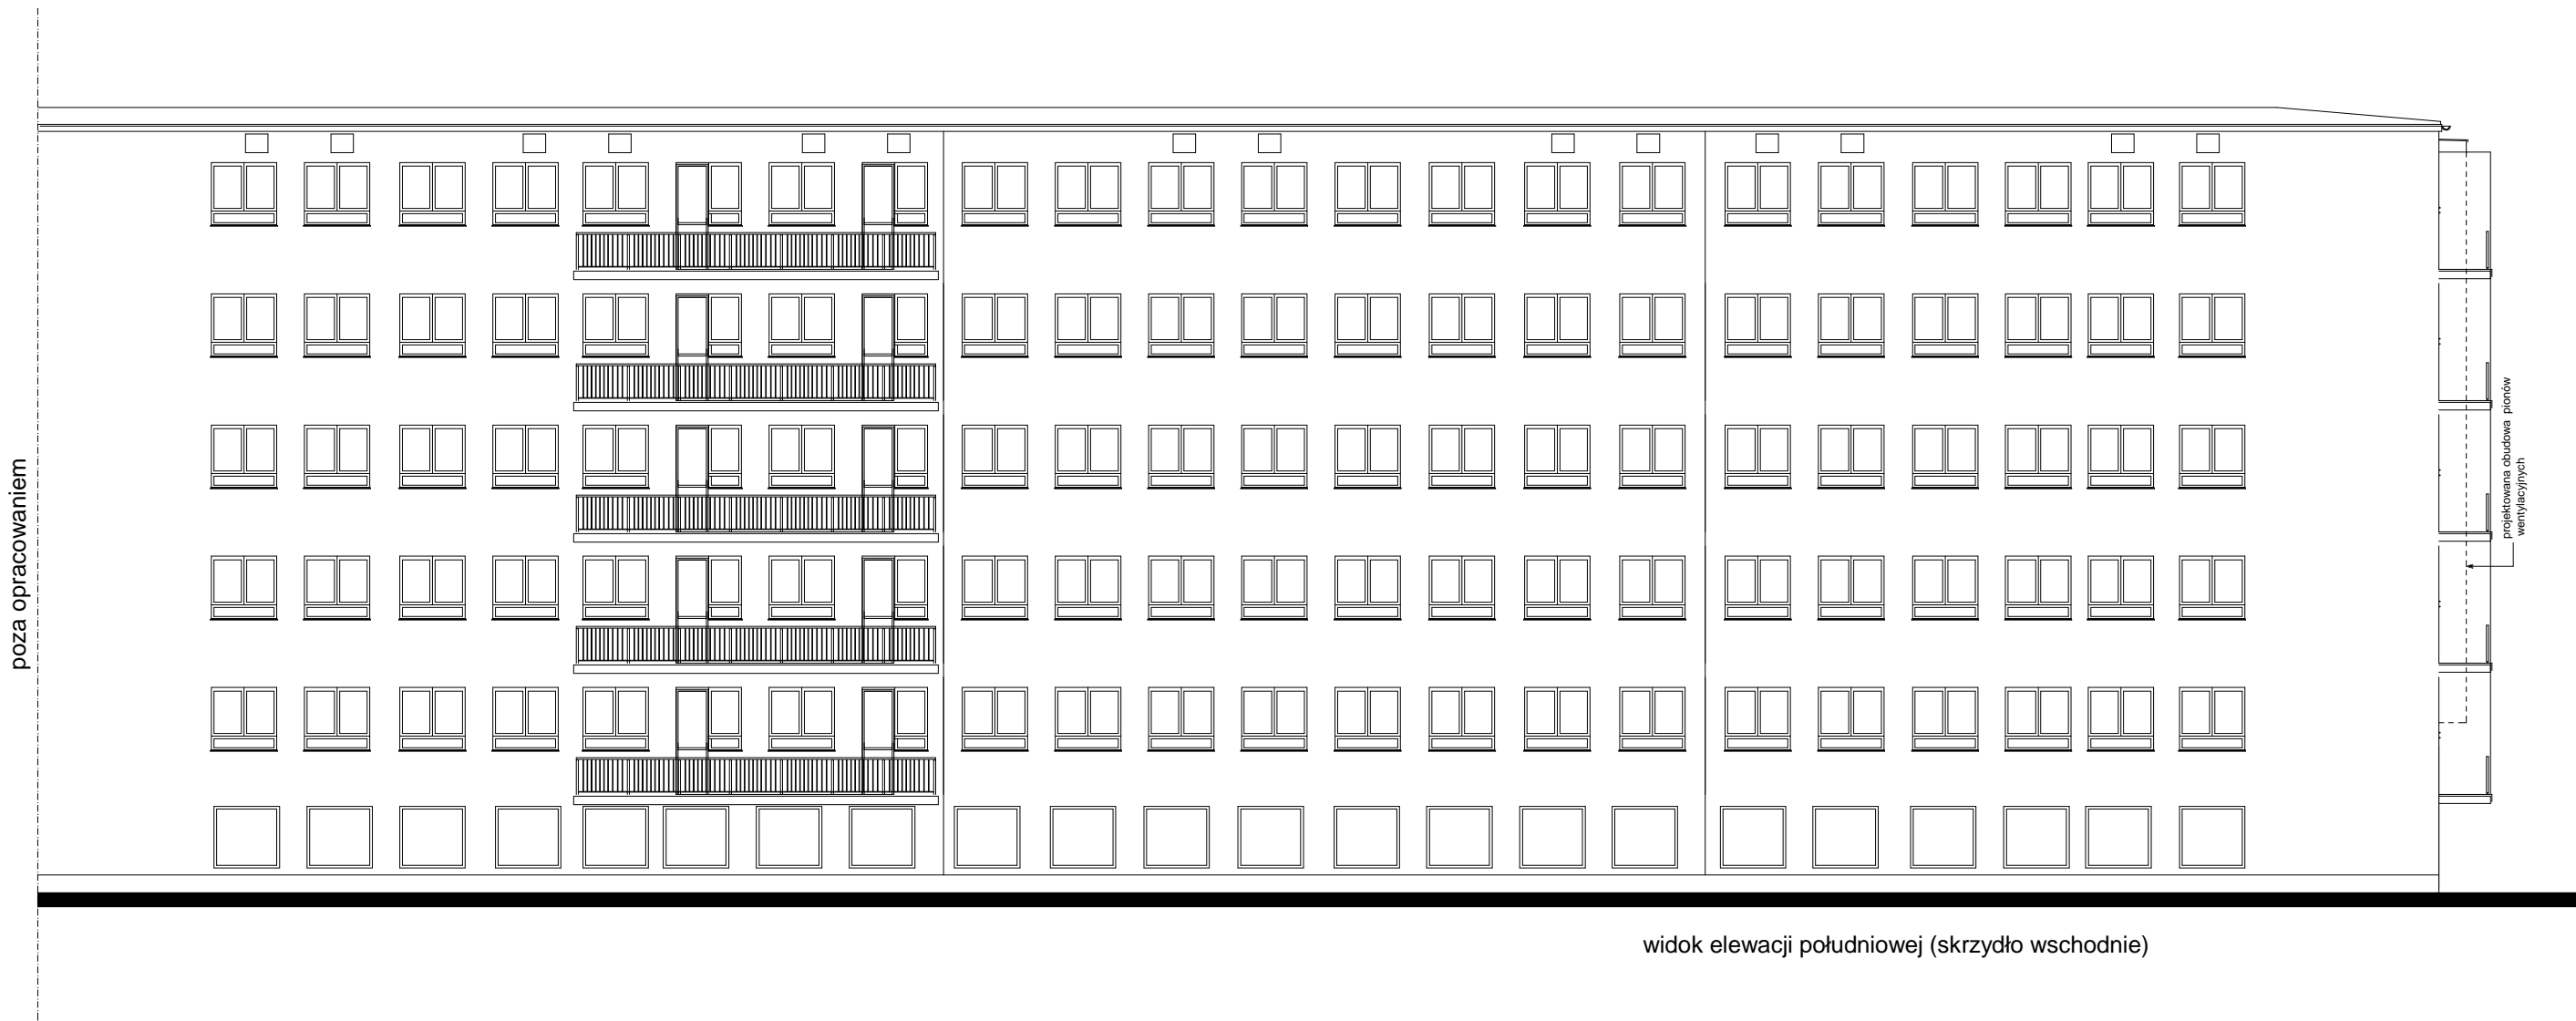 poza opracowaniem
projektowana obudowa pionów
wentylacyjnych
widok elewacji południowej (skrzydło wschodnie)